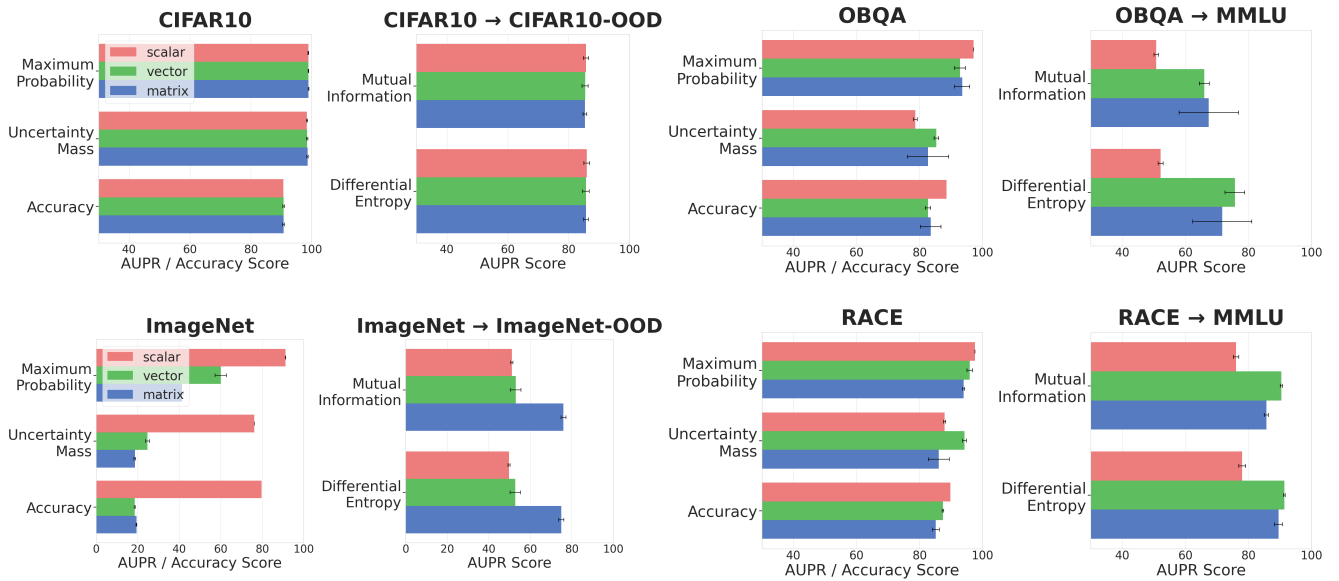 CIFAR10
Maximum
Probability
Uncertainty
Mass
Accuracy
scalar
vector
matrix
40 60 80 100
AUPR / Accuracy Score
CIFAR10 → CIFAR10-OOD
Mutual
Information
Differential
Entropy
40 60 80 100
AUPR Score
OBQA
Maximum
Probability
Uncertainty
Mass
Accuracy
40 60 80 100
AUPR / Accuracy Score
OBQA → MMLU
Mutual
Information
Differential
Entropy
40 60 80 100
AUPR Score
ImageNet
Maximum
Probability
Uncertainty
Mass
Accuracy
scalar
vector
matrix
0 20 40 60 80 100
AUPR / Accuracy Score
ImageNet → ImageNet-OOD
Mutual
Information
Differential
Entropy
0 20 40 60 80 100
AUPR Score
RACE
Maximum
Probability
Uncertainty
Mass
Accuracy
40 60 80 100
AUPR / Accuracy Score
RACE → MMLU
Mutual
Information
Differential
Entropy
40 60 80 100
AUPR Score